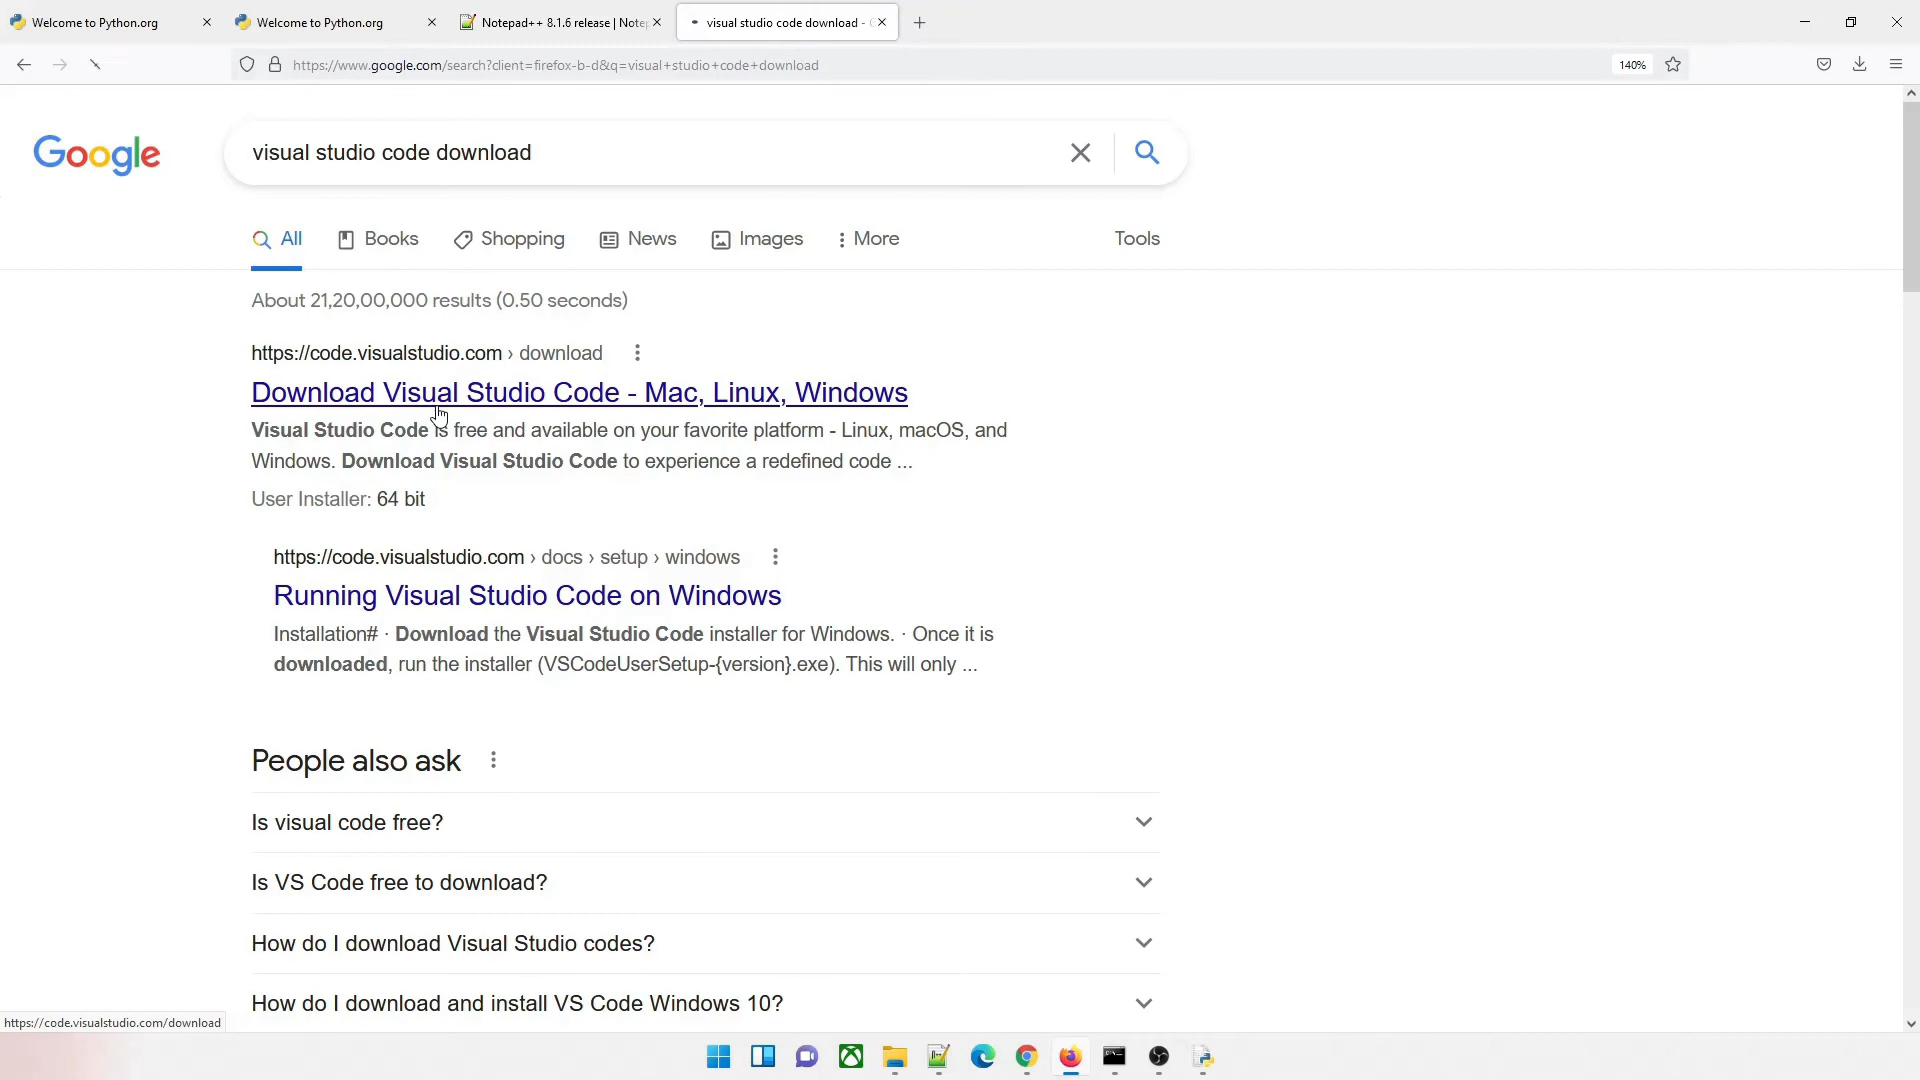 Welcome to Python.org
Welcome to Python.org
Notepad++ 8.1.6 release | Note
visual studio code download -
https://www.google.com/search?client=firefox-b-d&q=visual+studio+code+download
140%
Google
visual studio code download
All
Books
Shopping
News
Images
More
Tools
About 21,20,00,000 results (0.50 seconds)
https://code.visualstudio.com › download
Download Visual Studio Code - Mac, Linux, Windows
Visual Studio Code is free and available on your favorite platform - Linux, macOS, and
Windows. Download Visual Studio Code to experience a redefined code ...
User Installer: 64 bit
https://code.visualstudio.com › docs › setup › windows
Running Visual Studio Code on Windows
Installation# · Download the Visual Studio Code installer for Windows. · Once it is
downloaded, run the installer (VSCodeUserSetup-{version}.exe). This will only ...
People also ask
Is visual code free?
Is VS Code free to download?
How do I download Visual Studio codes?
How do I download and install VS Code Windows 10?
https://code.visualstudio.com/download